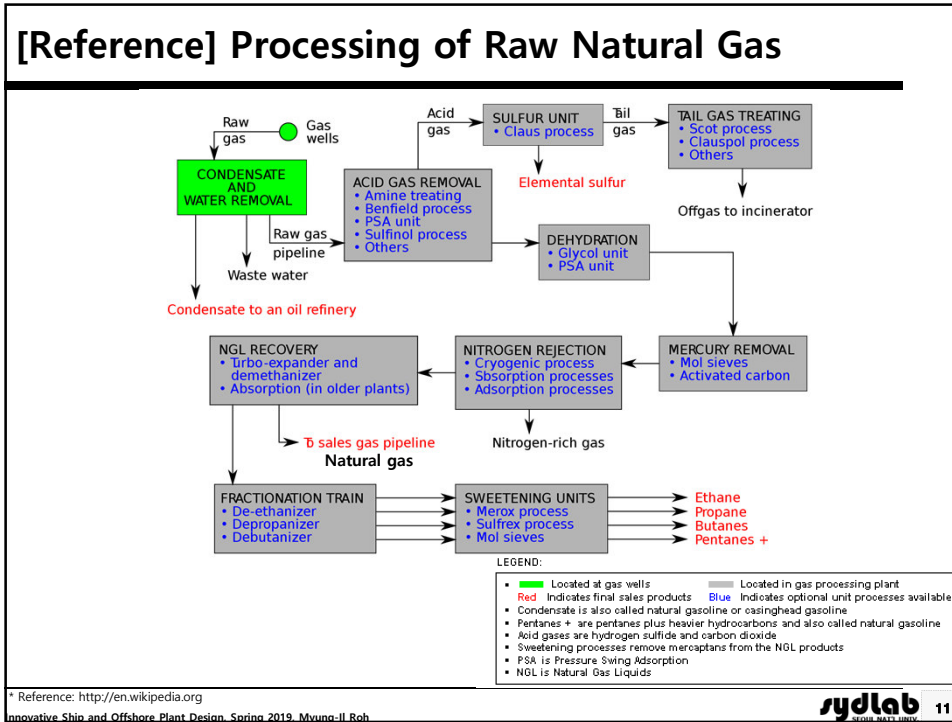 [Reference] Processing of Raw Natural Gas
Raw
gas
Gas
wells
CONDENSATE
AND
WATER REMOVAL
Raw gas
pipeline
Waste water
Condensate to an oil refinery
ACID GAS REMOVAL
• Amine treating
• Benfield process
• PSA unit
• Sulfinol process
• Others
Acid
gas
SULFUR UNIT
• Claus process
Elemental sulfur
Tail
gas
TAIL GAS TREATING
• Scot process
• Clauspol process
• Others
Offgas to incinerator
DEHYDRATION
• Glycol unit
• PSA unit
MERCURY REMOVAL
• Mol sieves
• Activated carbon
NITROGEN REJECTION
• Cryogenic process
• Sbsorption processes
• Adsorption processes
Nitrogen-rich gas
NGL RECOVERY
• Turbo-expander and
demethanizer
• Absorption (in older plants)
To sales gas pipeline
Natural gas
FRACTIONATION TRAIN
• De-ethanizer
• Depropanizer
• Debutanizer
SWEETENING UNITS
• Merox process
• Sulfrex process
• Mol sieves
Ethane
Propane
Butanes
Pentanes +
LEGEND:
▪ Located at gas wells Located in gas processing plant
Red Indicates final sales products Blue Indicates optional unit processes available
▪ Condensate is also called natural gasoline or casinghead gasoline
▪ Pentanes + are pentanes plus heavier hydrocarbons and also called natural gasoline
▪ Acid gases are hydrogen sulfide and carbon dioxide
▪ Sweetening processes remove mercaptans from the NGL products
▪ PSA is Pressure Swing Adsorption
▪ NGL is Natural Gas Liquids
* Reference: http://en.wikipedia.org
Innovative Ship and Offshore Plant Design, Spring 2019, Myung-Il Roh
sydlab
SEOUL NAT'L UNIV.
11